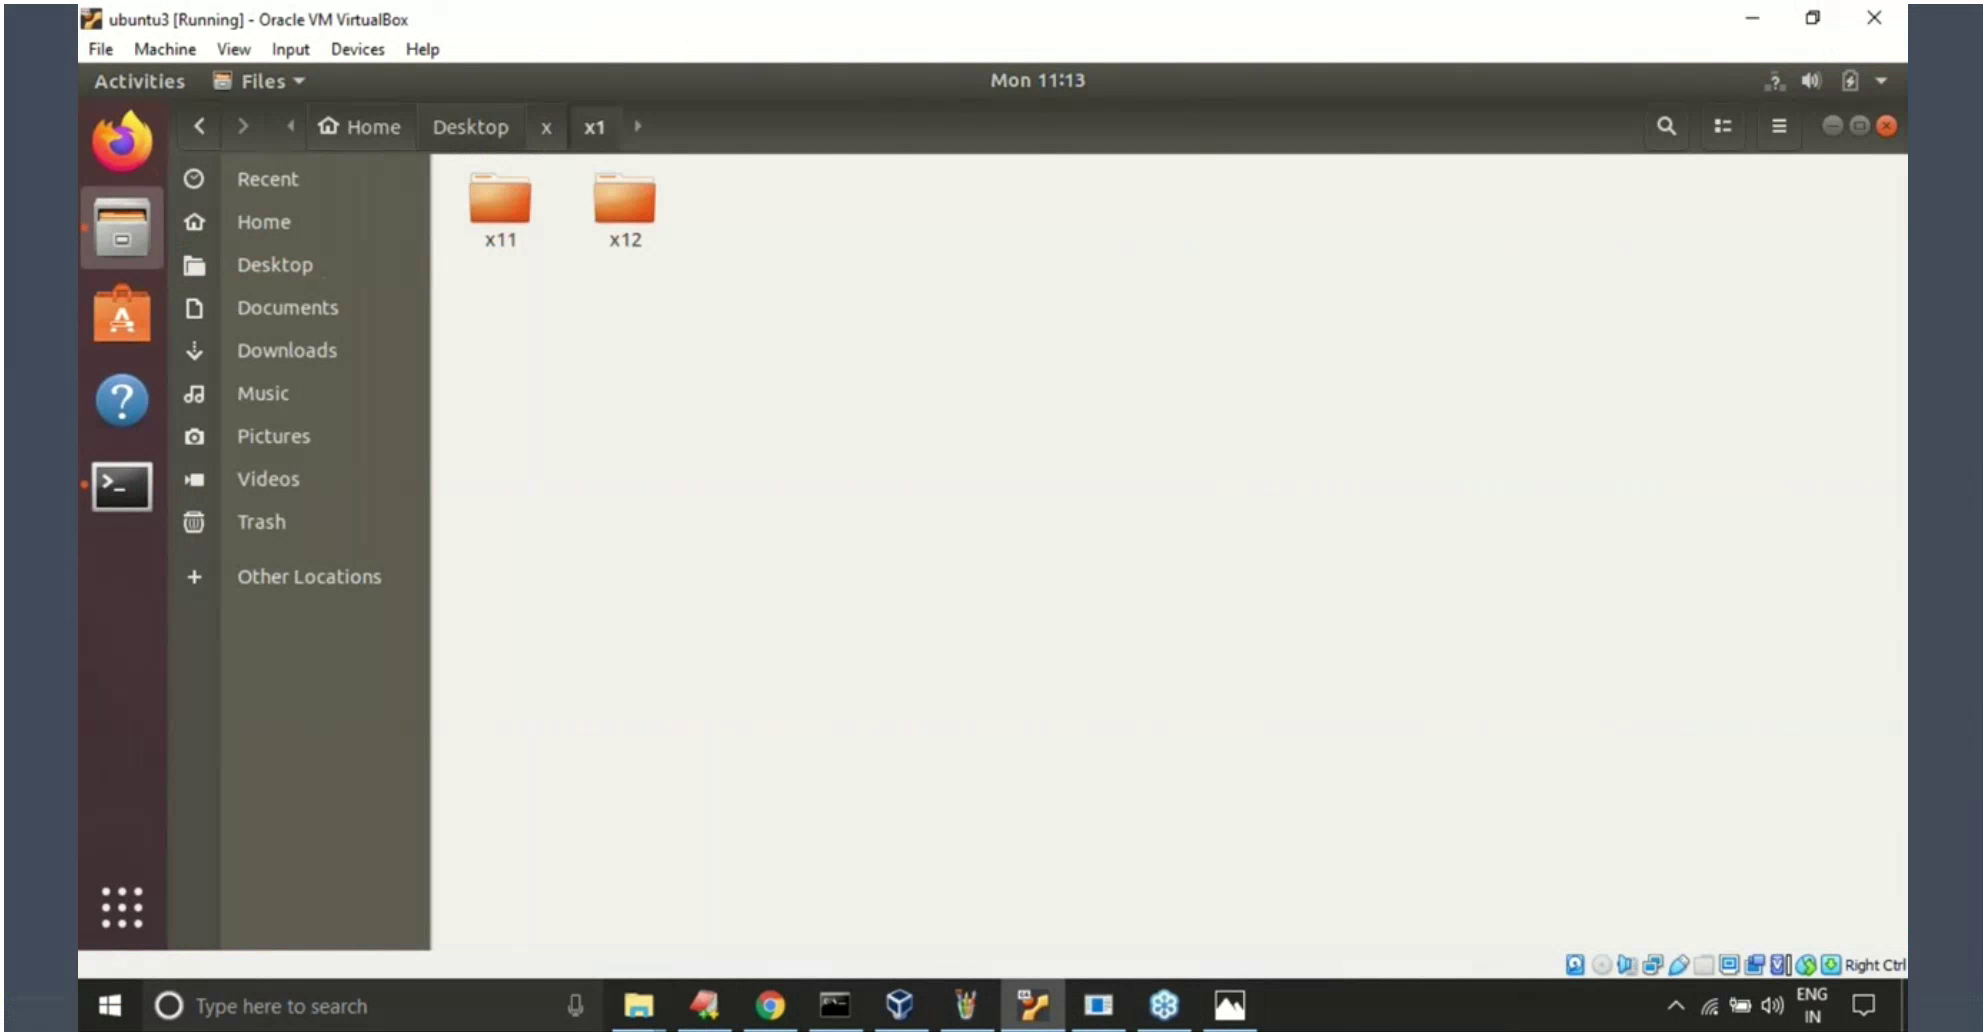 ubuntu3 [Running] - Oracle VM VirtualBox
File Machine View Input Devices Help
Activities Files Mon 11:13
Home Desktop x x1
Recent
Home
Desktop
Documents
Downloads
Music
Pictures
Videos
Trash
Other Locations
x11 x12
Right Ctrl
Type here to search
ENG
IN